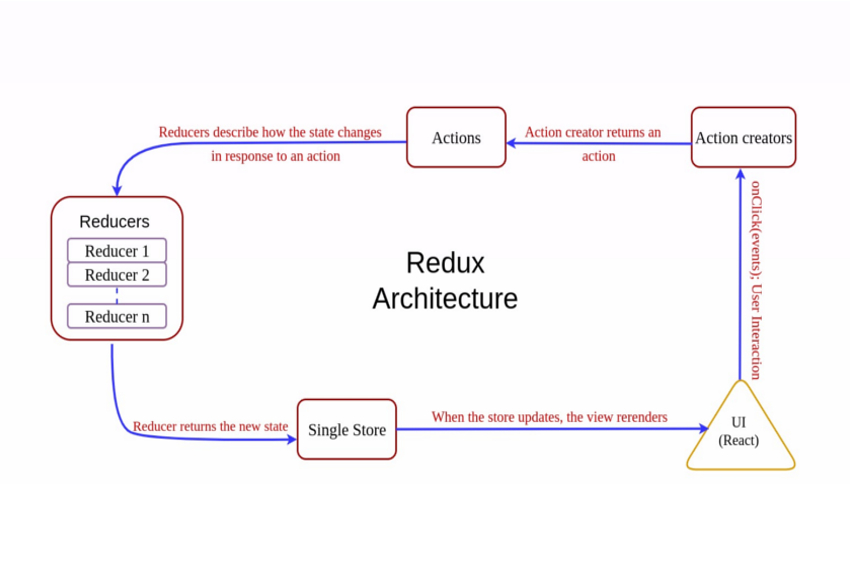 Reducers describe how the state changes
in response to an action
Actions
Action creator returns an
action
Action creators
Reducers
Reducer 1
Reducer 2
Reducer n
Redux
Architecture
onClick(events); User Interaction
Reducer returns the new state
Single Store
When the store updates, the view rerenders
UI
(React)